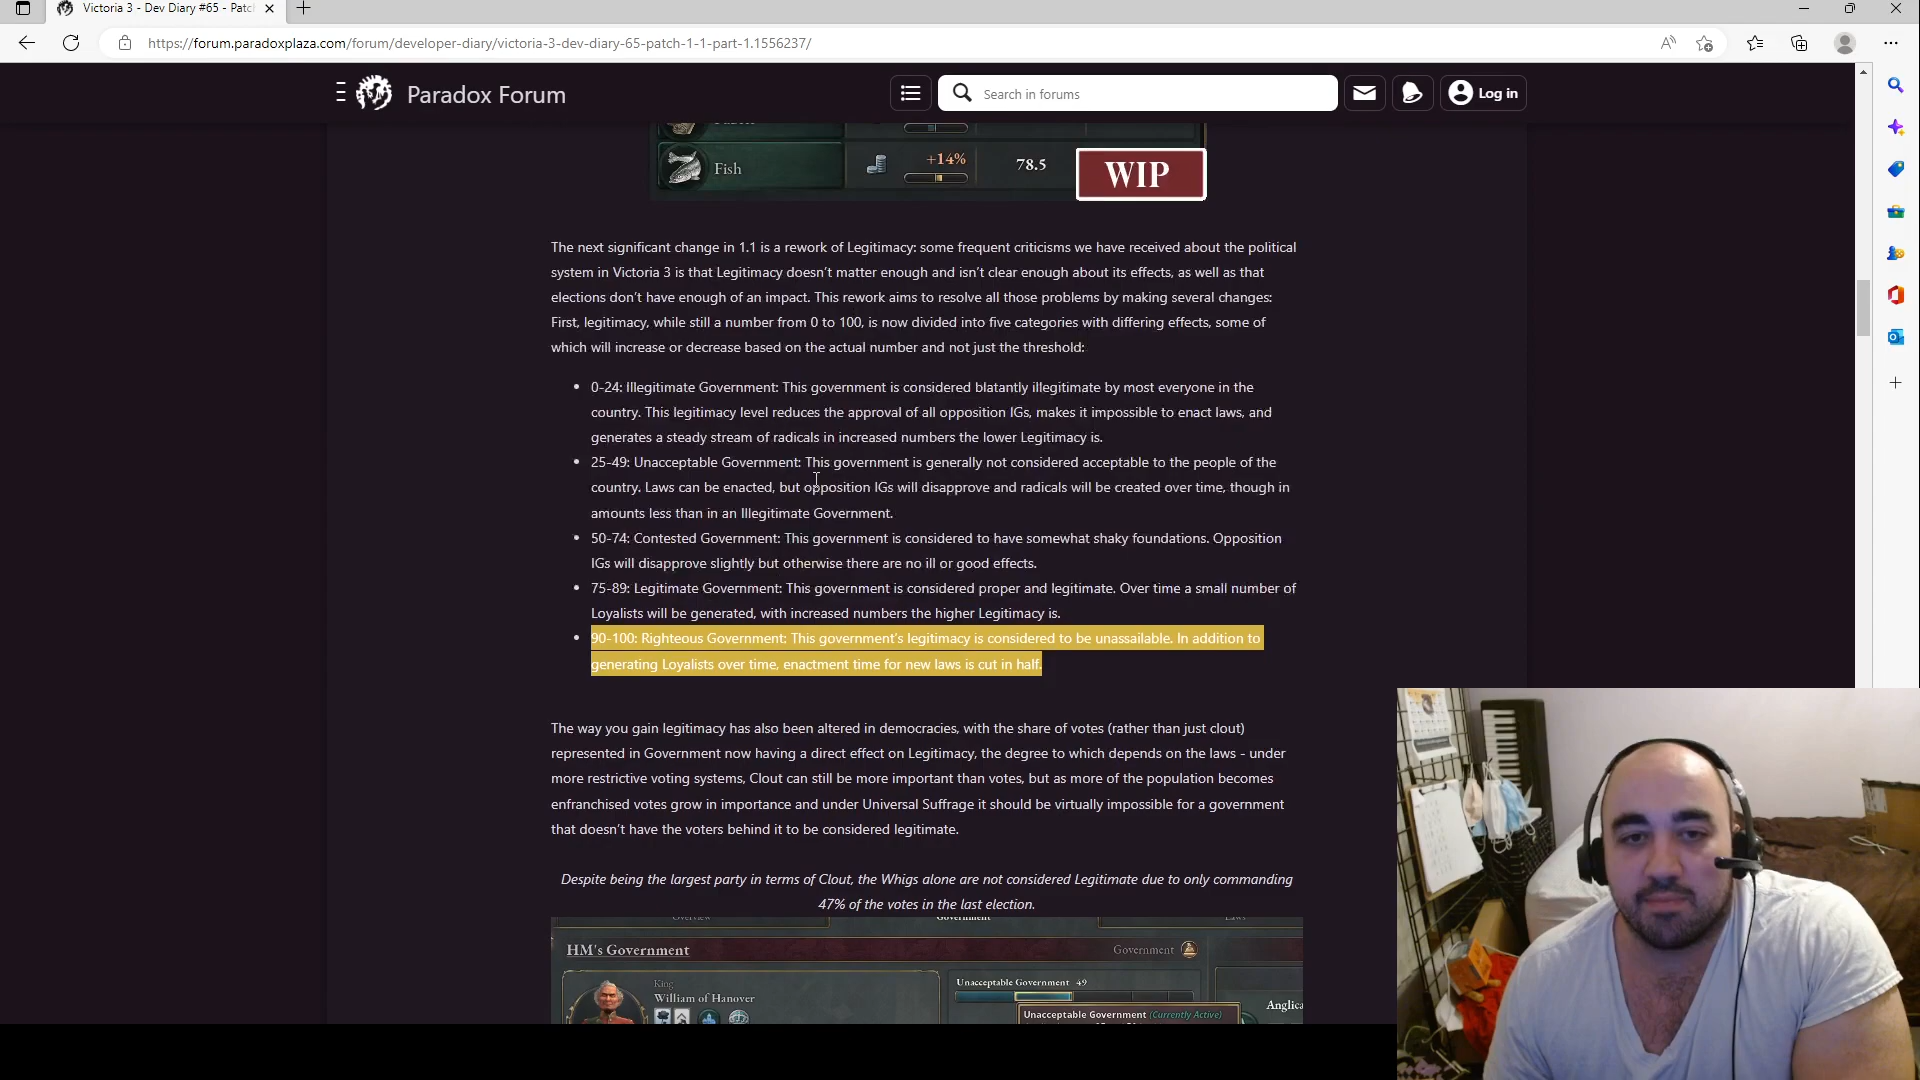 Victoria 3 - Dev Diary #65 - Patc
https://forum.paradoxplaza.com/forum/developer-diary/victoria-3-dev-diary-65-patch-1-1-part-1.1556237/
Paradox Forum
Search in forums
Log in
Fish
+14%
78.5
WIP
The next significant change in 1.1 is a rework of Legitimacy: some frequent criticisms we have received about the political
system in Victoria 3 is that Legitimacy doesn't matter enough and isn't clear enough about its effects, as well as that
elections don't have enough of an impact. This rework aims to resolve all those problems by making several changes:
First, legitimacy, while still a number from 0 to 100, is now divided into five categories with differing effects, some of
which will increase or decrease based on the actual number and not just the threshold:
• 0-24: Illegitimate Government: This government is considered blatantly illegitimate by most everyone in the
country. This legitimacy level reduces the approval of all opposition IGs, makes it impossible to enact laws, and
generates a steady stream of radicals in increased numbers the lower Legitimacy is.
• 25-49: Unacceptable Government: This government is generally not considered acceptable to the people of the
country. Laws can be enacted, but opposition IGs will disapprove and radicals will be created over time, though in
amounts less than in an Illegitimate Government.
• 50-74: Contested Government: This government is considered to have somewhat shaky foundations. Opposition
IGs will disapprove slightly but otherwise there are no ill or good effects.
• 75-89: Legitimate Government: This government is considered proper and legitimate. Over time a small number of
Loyalists will be generated, with increased numbers the higher Legitimacy is.
• 90-100: Righteous Government: This government's legitimacy is considered to be unassailable. In addition to
generating Loyalists over time, enactment time for new laws is cut in half.
The way you gain legitimacy has also been altered in democracies, with the share of votes (rather than just clout)
represented in Government now having a direct effect on Legitimacy, the degree to which depends on the laws - under
more restrictive voting systems, Clout can still be more important than votes, but as more of the population becomes
enfranchised votes grow in importance and under Universal Suffrage it should be virtually impossible for a government
that doesn't have the voters behind it to be considered legitimate.
Despite being the largest party in terms of Clout, the Whigs alone are not considered Legitimate due to only commanding
47% of the votes in the last election.
Overview
Government
Laws
HM's Government
Government
King
William of Hanover
Unacceptable Government 49
Anglica
Unacceptable Government (Currently Active)